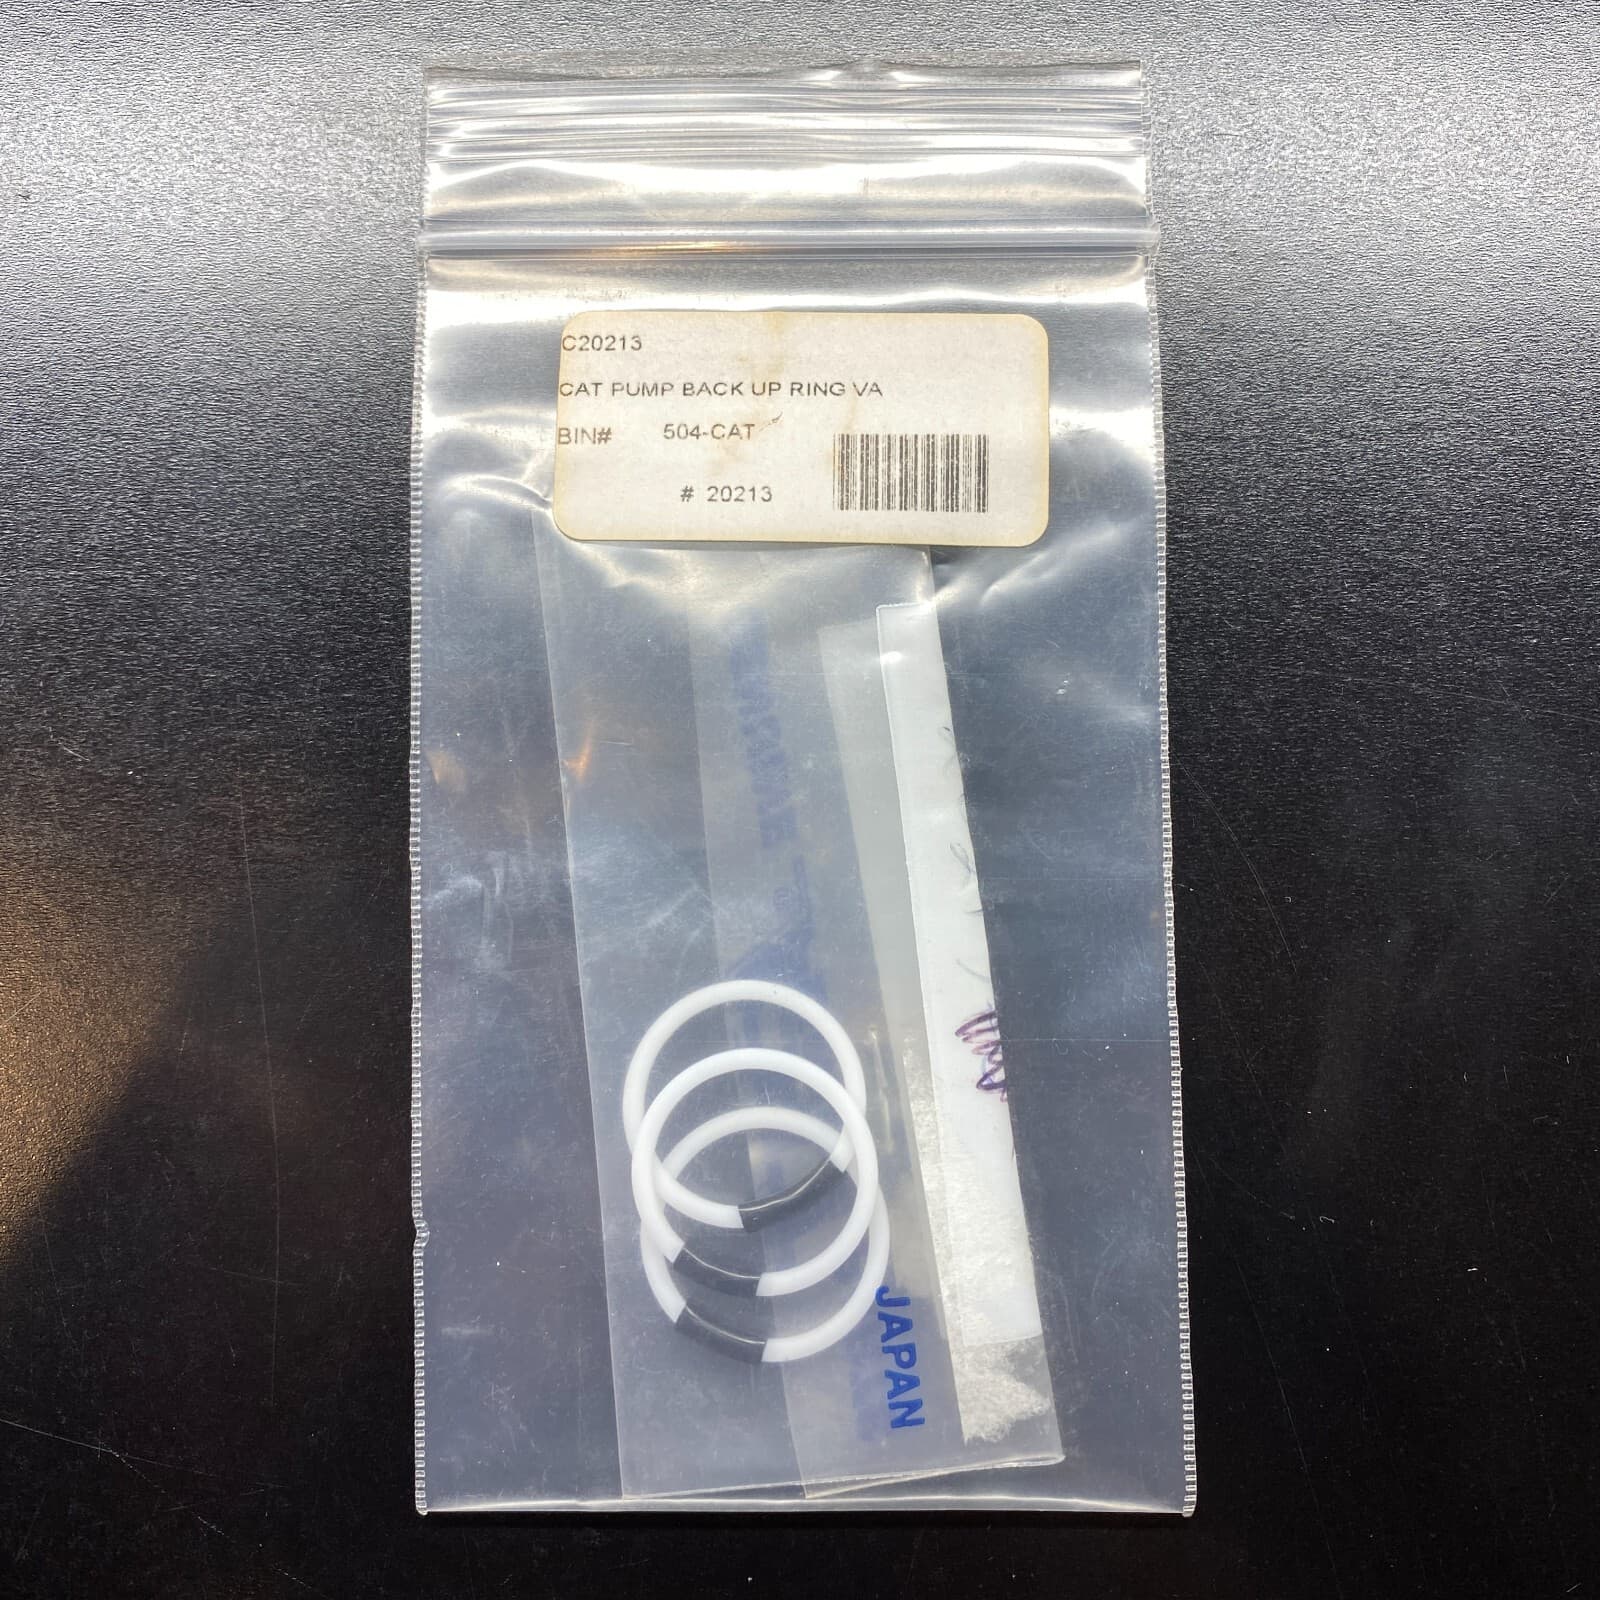 C20213
CAT PUMP BACK UP RING VA
BIN# 504-CAT
# 20213
JAPAN